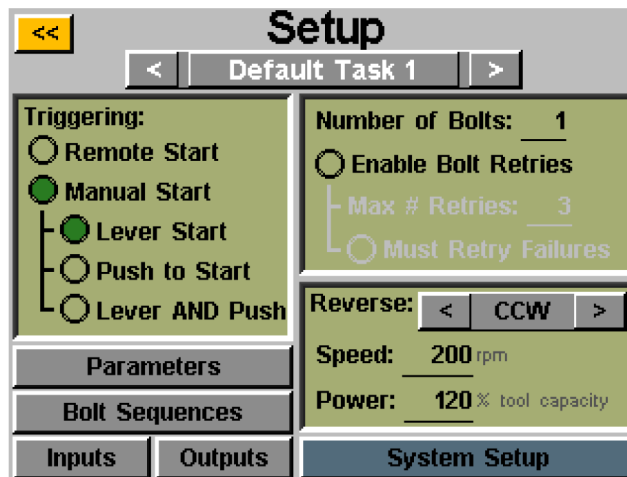 << Setup
< Default Task 1 >
Triggering:
Remote Start
Manual Start
Lever Start
Push to Start
Lever AND Push
Number of Bolts: 1
Enable Bolt Retries
Max # Retries: 3
Must Retry Failures
Reverse: < CCW >
Speed: 200 rpm
Power: 120 % tool capacity
Parameters
Bolt Sequences
Inputs Outputs
System Setup